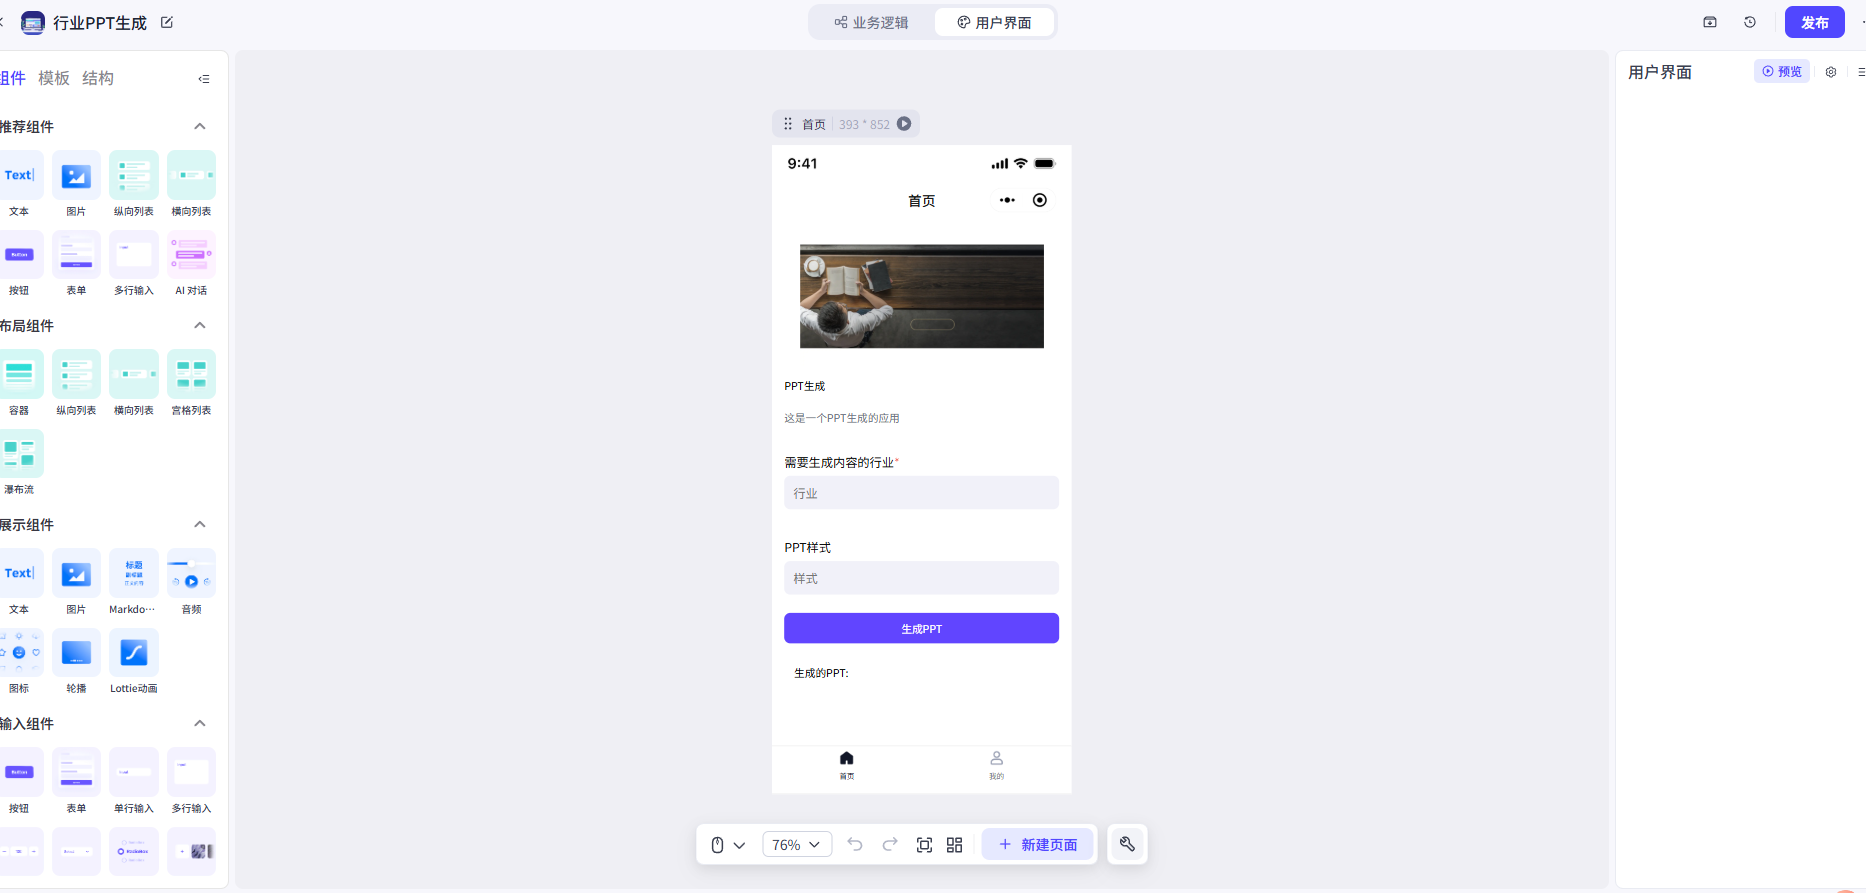 行业PPT生成
业务逻辑
用户界面
发布
组件 模板 结构
推荐组件
Text
文本 图片 纵向列表 横向列表
Button
按钮 表单 多行输入 AI 对话
布局组件
容器 纵向列表 横向列表 宫格列表
瀑布流
展示组件
Text
标题
副标题
文本 图片 Markdo··· 音频
图标 轮播 Lottie动画
输入组件
Button
按钮 表单 单行输入 多行输入
首页 393 * 852
9:41
首页
PPT生成
这是一个PPT生成的应用
需要生成内容的行业*
行业
PPT样式
样式
生成PPT
生成的PPT:
首页 我的
76%
新建页面
用户界面
预览